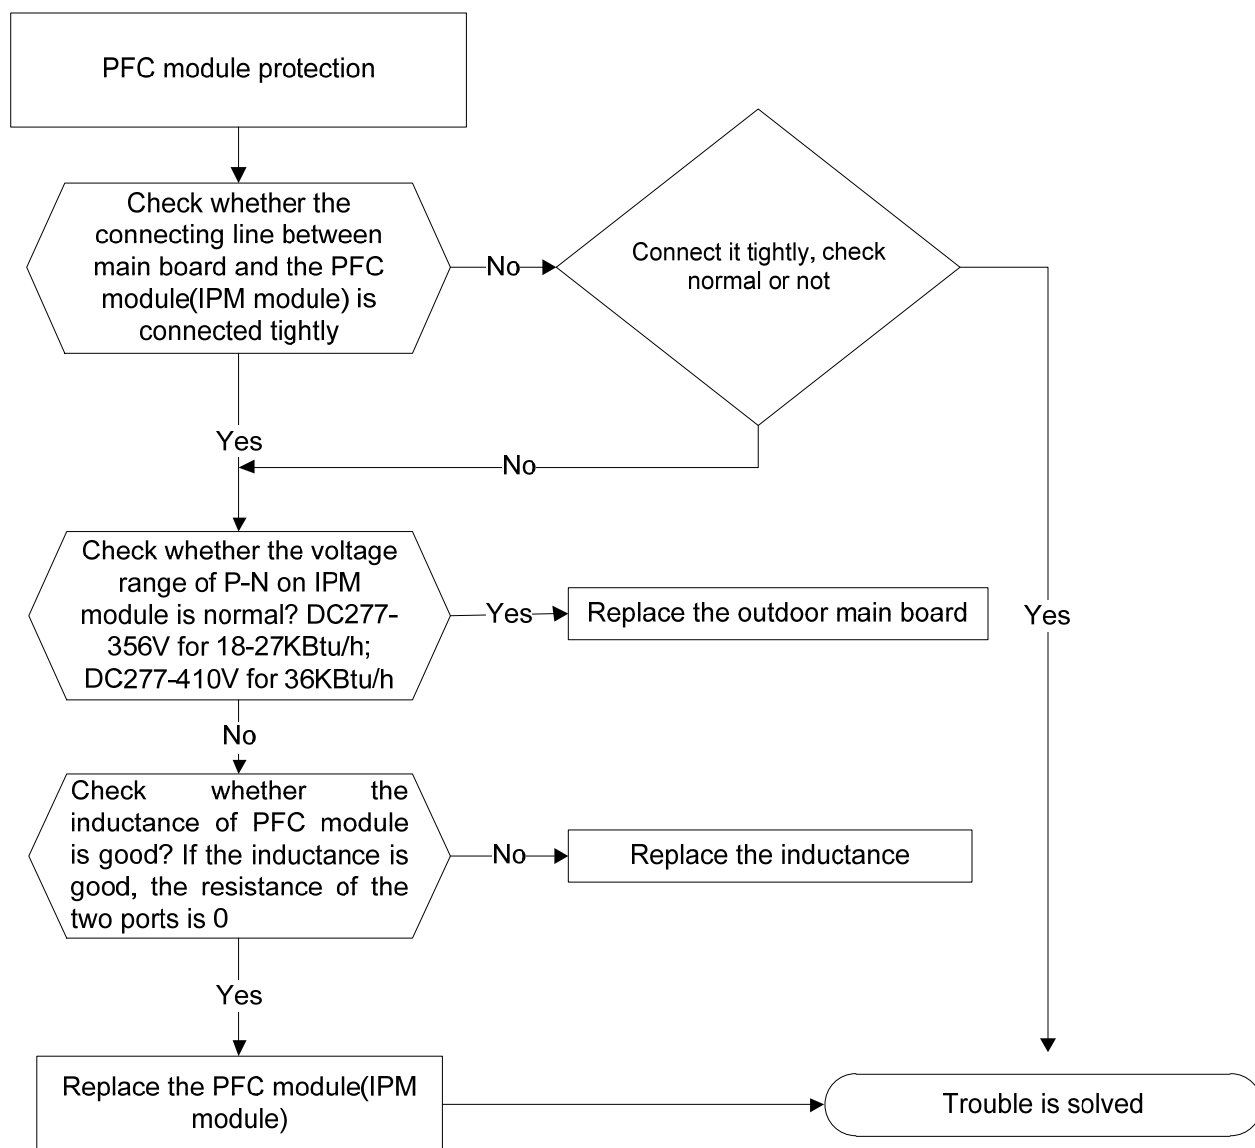 PFC module protection
Check whether the
connecting line between
main board and the PFC
module(IPM module) is
connected tightly
No
Connect it tightly, check
normal or not
Yes
No
Check whether the voltage
range of P-N on IPM
module is normal? DC277-
356V for 18-27KBtu/h;
DC277-410V for 36KBtu/h
Yes
Replace the outdoor main board
Yes
No
Check whether the
inductance of PFC module
is good? If the inductance is
good, the resistance of the
two ports is 0
No
Replace the inductance
Yes
Replace the PFC module(IPM
module)
Trouble is solved